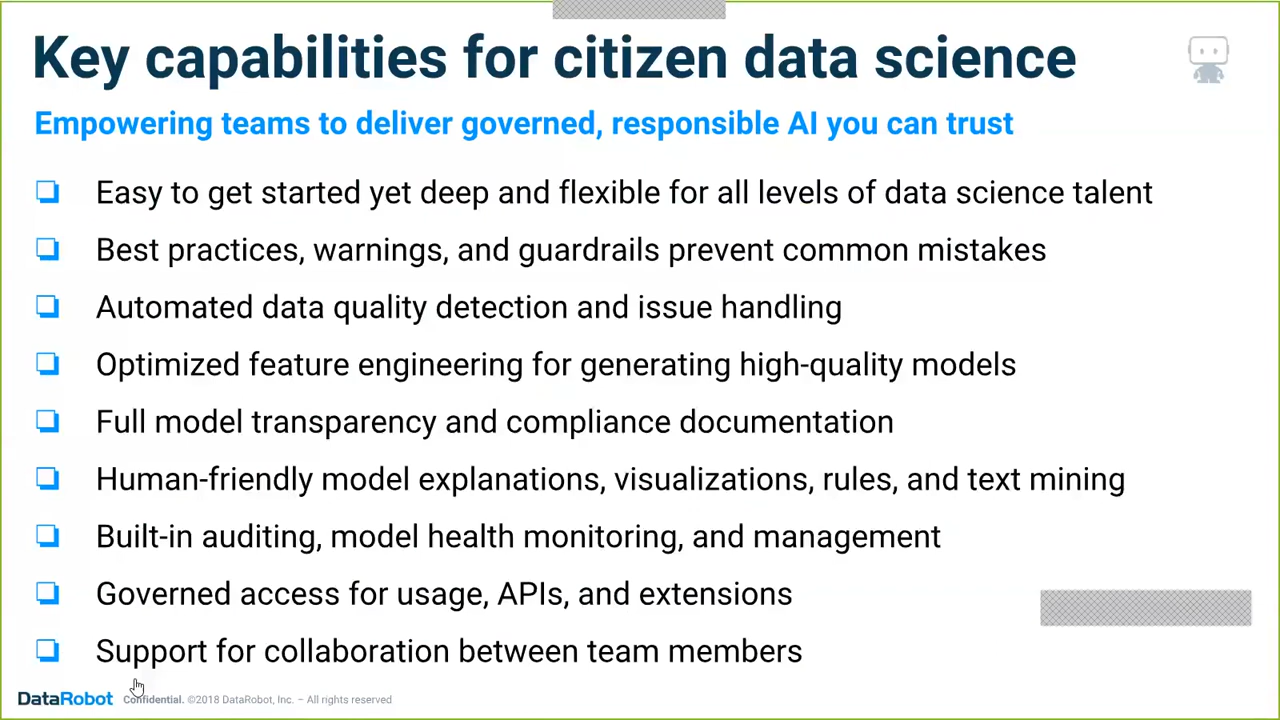 Key capabilities for citizen data science
Empowering teams to deliver governed, responsible AI you can trust
Easy to get started yet deep and flexible for all levels of data science talent
Best practices, warnings, and guardrails prevent common mistakes
Automated data quality detection and issue handling
Optimized feature engineering for generating high-quality models
Full model transparency and compliance documentation
Human-friendly model explanations, visualizations, rules, and text mining
Built-in auditing, model health monitoring, and management
Governed access for usage, APIs, and extensions
Support for collaboration between team members
DataRobot Confidential. ©2018 DataRobot, Inc. – All rights reserved